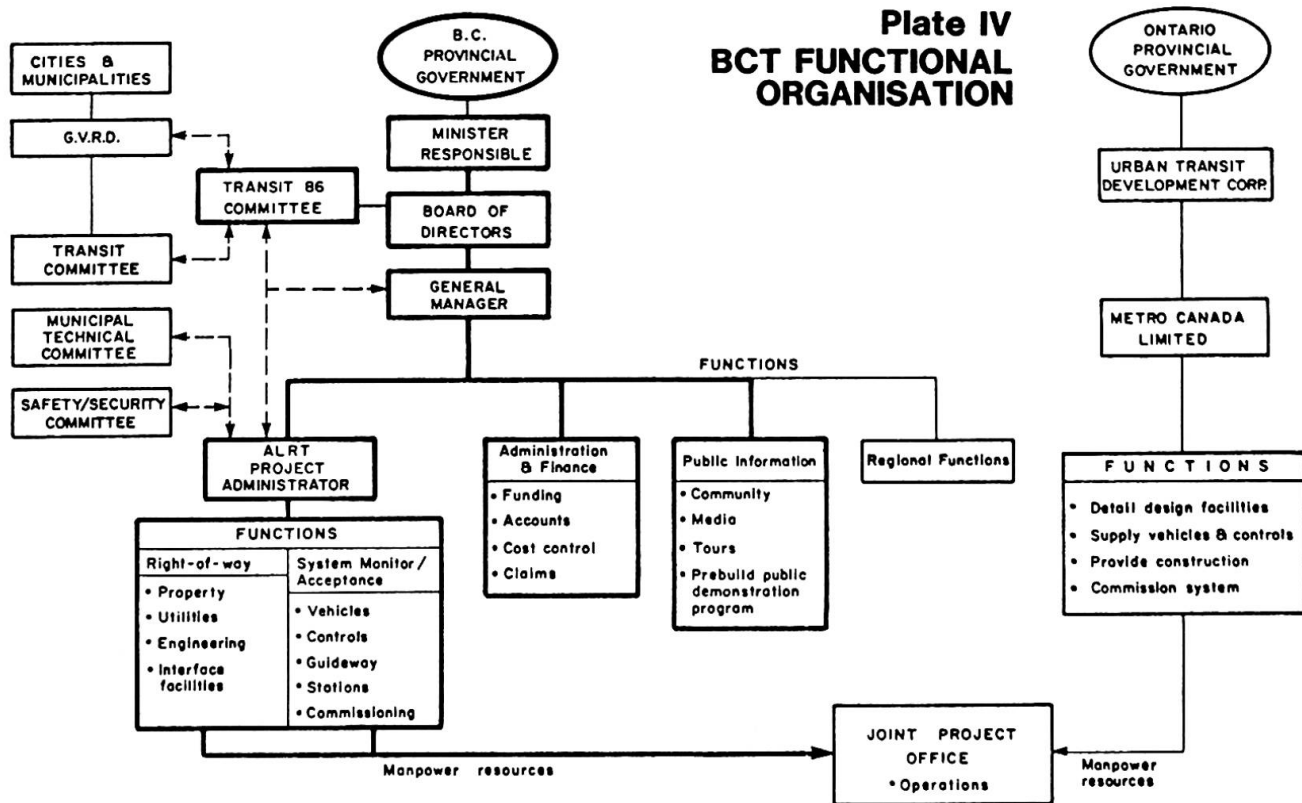 Plate IV
BCT FUNCTIONAL
ORGANISATION
CITIES &
MUNICIPALITIES
G.V.R.D.
TRANSIT
COMMITTEE
MUNICIPAL
TECHNICAL
COMMITTEE
SAFETY/SECURITY
COMMITTEE
TRANSIT 86
COMMITTEE
B.C.
PROVINCIAL
GOVERNMENT
MINISTER
RESPONSIBLE
BOARD OF
DIRECTORS
GENERAL
MANAGER
FUNCTIONS
ALRT
PROJECT
ADMINISTRATOR
FUNCTIONS
Right-of-way
• Property
• Utilities
• Engineering
• Interface
facilities
System Monitor/
Acceptance
• Vehicles
• Controls
• Guideway
• Stations
• Commissioning
Administration
& Finance
• Funding
• Accounts
• Cost control
• Claims
Public Information
• Community
• Media
• Tours
• Prebuild public
demonstration
program
Regional Functions
ONTARIO
PROVINCIAL
GOVERNMENT
URBAN TRANSIT
DEVELOPMENT CORP.
METRO CANADA
LIMITED
FUNCTIONS
• Detail design facilities
• Supply vehicles & controls
• Provide construction
• Commission system
Manpower resources
JOINT PROJECT
OFFICE
• Operations
Manpower
resources